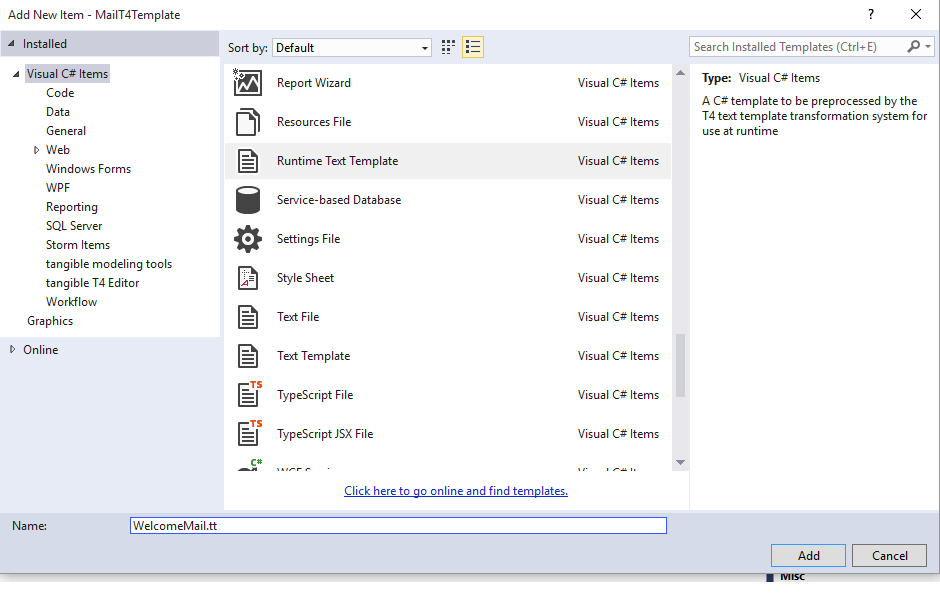 Add New Item - MailT4Template
?
Installed
Sort by: Default
Search Installed Templates (Ctrl+E)
Visual C# Items
Code
Data
General
Web
Windows Forms
WPF
Reporting
SQL Server
Storm Items
tangible modeling tools
tangible T4 Editor
Workflow
Graphics
Online
Report Wizard Visual C# Items
Resources File Visual C# Items
Runtime Text Template Visual C# Items
Service-based Database Visual C# Items
Settings File Visual C# Items
Style Sheet Visual C# Items
Text File Visual C# Items
Text Template Visual C# Items
TS
TypeScript File Visual C# Items
TS
TypeScript JSX File Visual C# Items
C#
Click here to go online and find templates.
Type: Visual C# Items
A C# template to be preprocessed by the
T4 text template transformation system for
use at runtime
Name: WelcomeMail.tt
Add Cancel
Misc